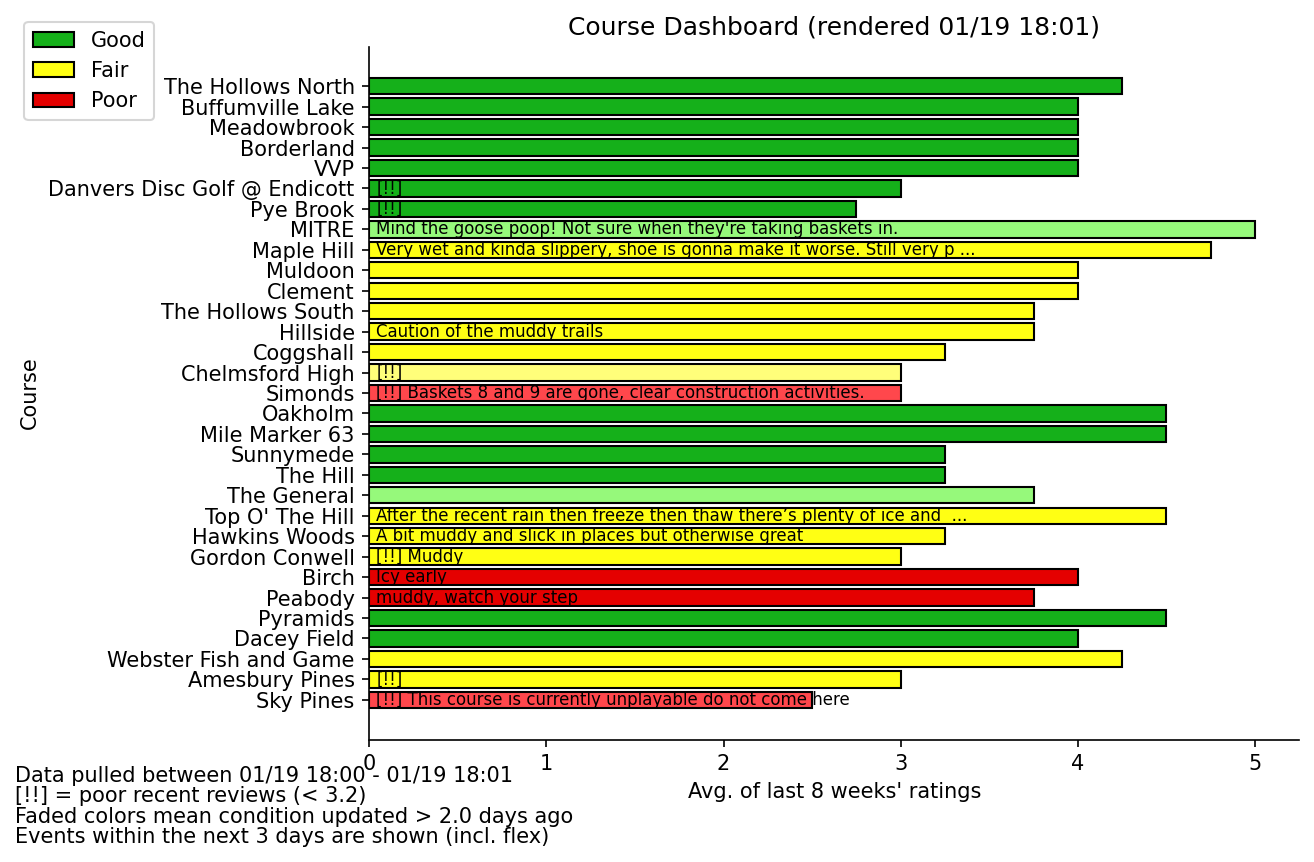 Course Dashboard (rendered 01/19 18:01)
Good
Fair
Poor
The Hollows North
Buffumville Lake
Meadowbrook
Borderland
VVP
Danvers Disc Golf @ Endicott [!!]
Pye Brook [!!]
MITRE Mind the goose poop! Not sure when they're taking baskets in.
Maple Hill Very wet and kinda slippery, shoe is gonna make it worse. Still very p ...
Muldoon
Clement
The Hollows South
Hillside Caution of the muddy trails
Coggshall
Chelmsford High [!!]
Simonds [!!] Baskets 8 and 9 are gone, clear construction activities.
Oakholm
Mile Marker 63
Sunnymede
The Hill
The General
Top O' The Hill After the recent rain then freeze then thaw there’s plenty of ice and ...
Hawkins Woods A bit muddy and slick in places but otherwise great
Gordon Conwell [!!] Muddy
Birch Icy early
Peabody muddy, watch your step
Pyramids
Dacey Field
Webster Fish and Game
Amesbury Pines [!!]
Sky Pines [!!] This course is currently unplayable do not come here
Course
0 1 2 3 4 5
Avg. of last 8 weeks' ratings
Data pulled between 01/19 18:00 - 01/19 18:01
[!!] = poor recent reviews (< 3.2)
Faded colors mean condition updated > 2.0 days ago
Events within the next 3 days are shown (incl. flex)